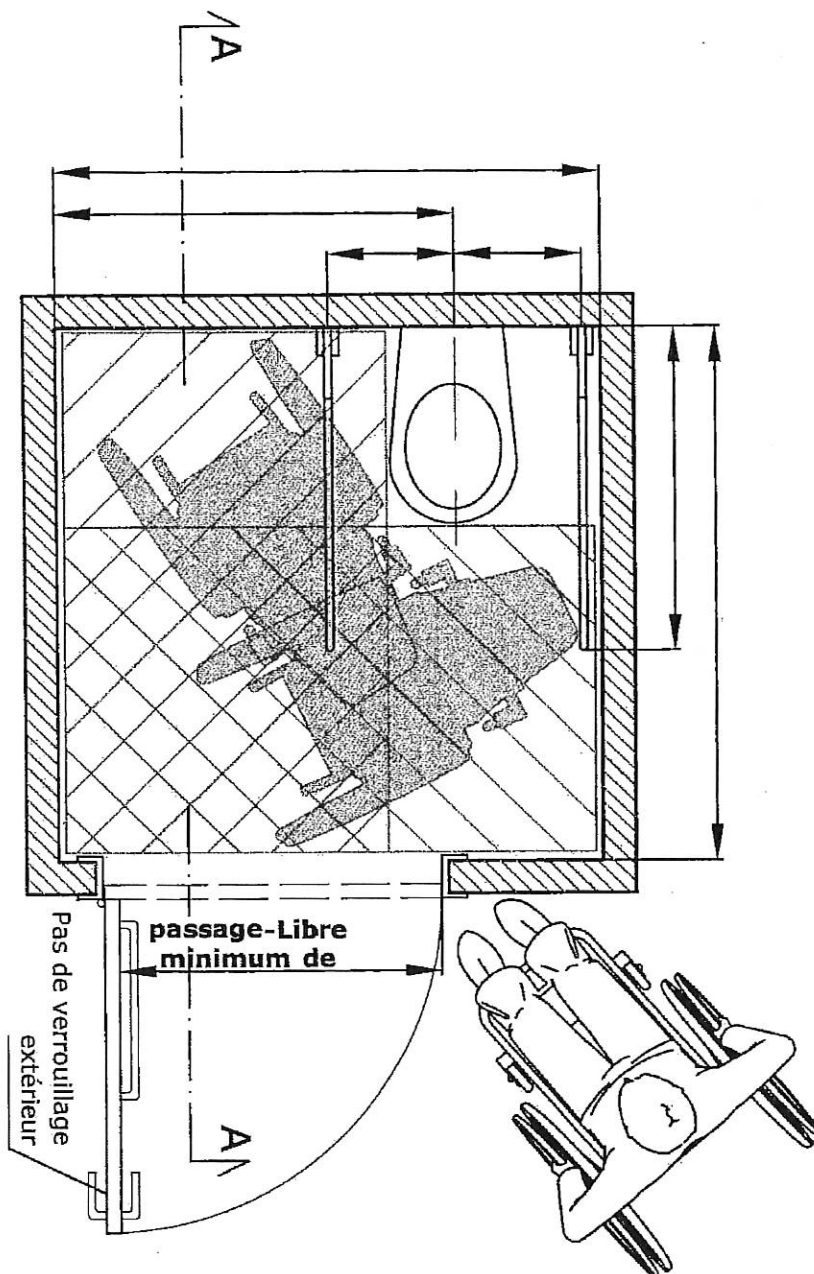 A
passage-Libre
minimum de
Pas de verrouillage
extérieur
A